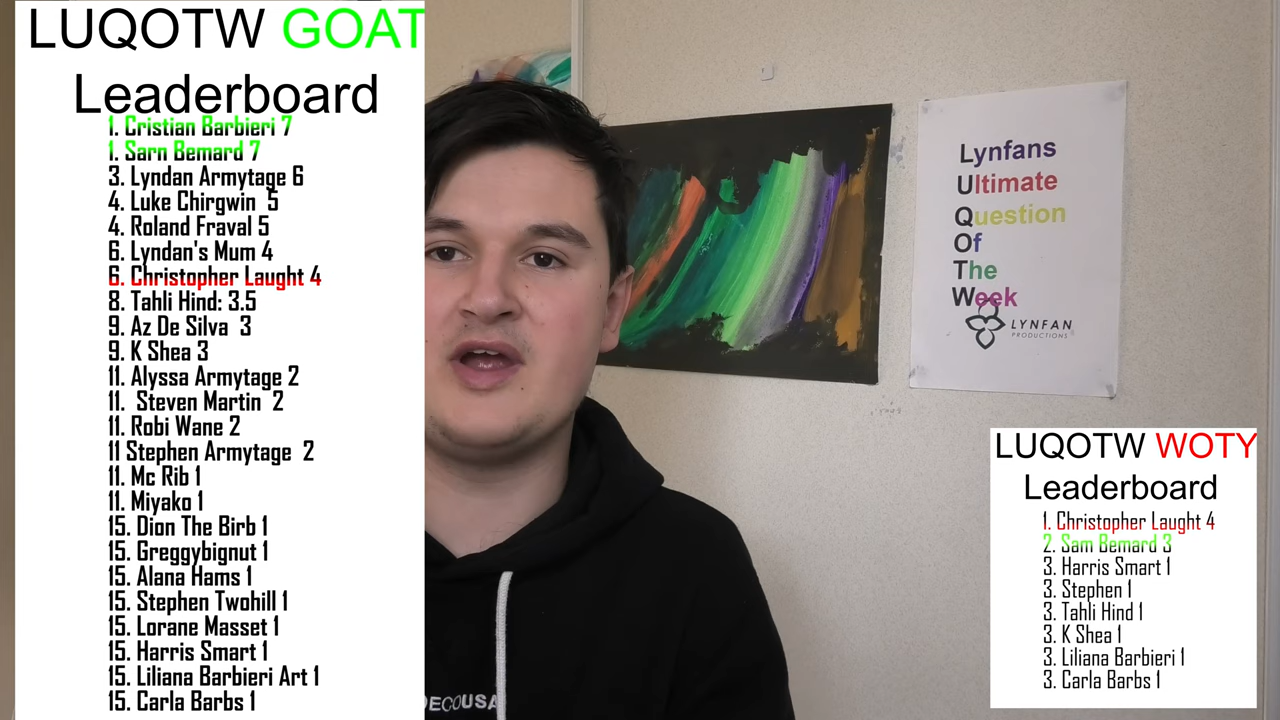 LUQOTW GOAT
Leaderboard
1. Cristian Barbieri 7
1. Sam Bemard 7
3. Lyndan Armytage 6
4. Luke Chirgwin 5
4. Roland Fraval 5
6. Lyndan's Mum 4
6. Christopher Laught 4
8. Tahli Hind: 3.5
9. Az De Silva 3
9. K Shea 3
11. Alyssa Armytage 2
11. Steven Martin 2
11. Robi Wane 2
11 Stephen Armytage 2
11. Mc Rib 1
11. Miyako 1
15. Dion The Birb 1
15. Greggybignut 1
15. Alana Hams 1
15. Stephen Twohill 1
15. Lorane Masset 1
15. Harris Smart 1
15. Liliana Barbieri Art 1
15. Carla Barbs 1
Lynfans
Ultimate
Question
Of
The
Week
LYNFAN
PRODUCTIONS
LUQOTW WOTY
Leaderboard
1. Christopher Laught 4
2. Sam Bemard 3
3. Harris Smart 1
3. Stephen 1
3. Tahli Hind 1
3. K Shea 1
3. Liliana Barbieri 1
3. Carla Barbs 1
DECOUSA